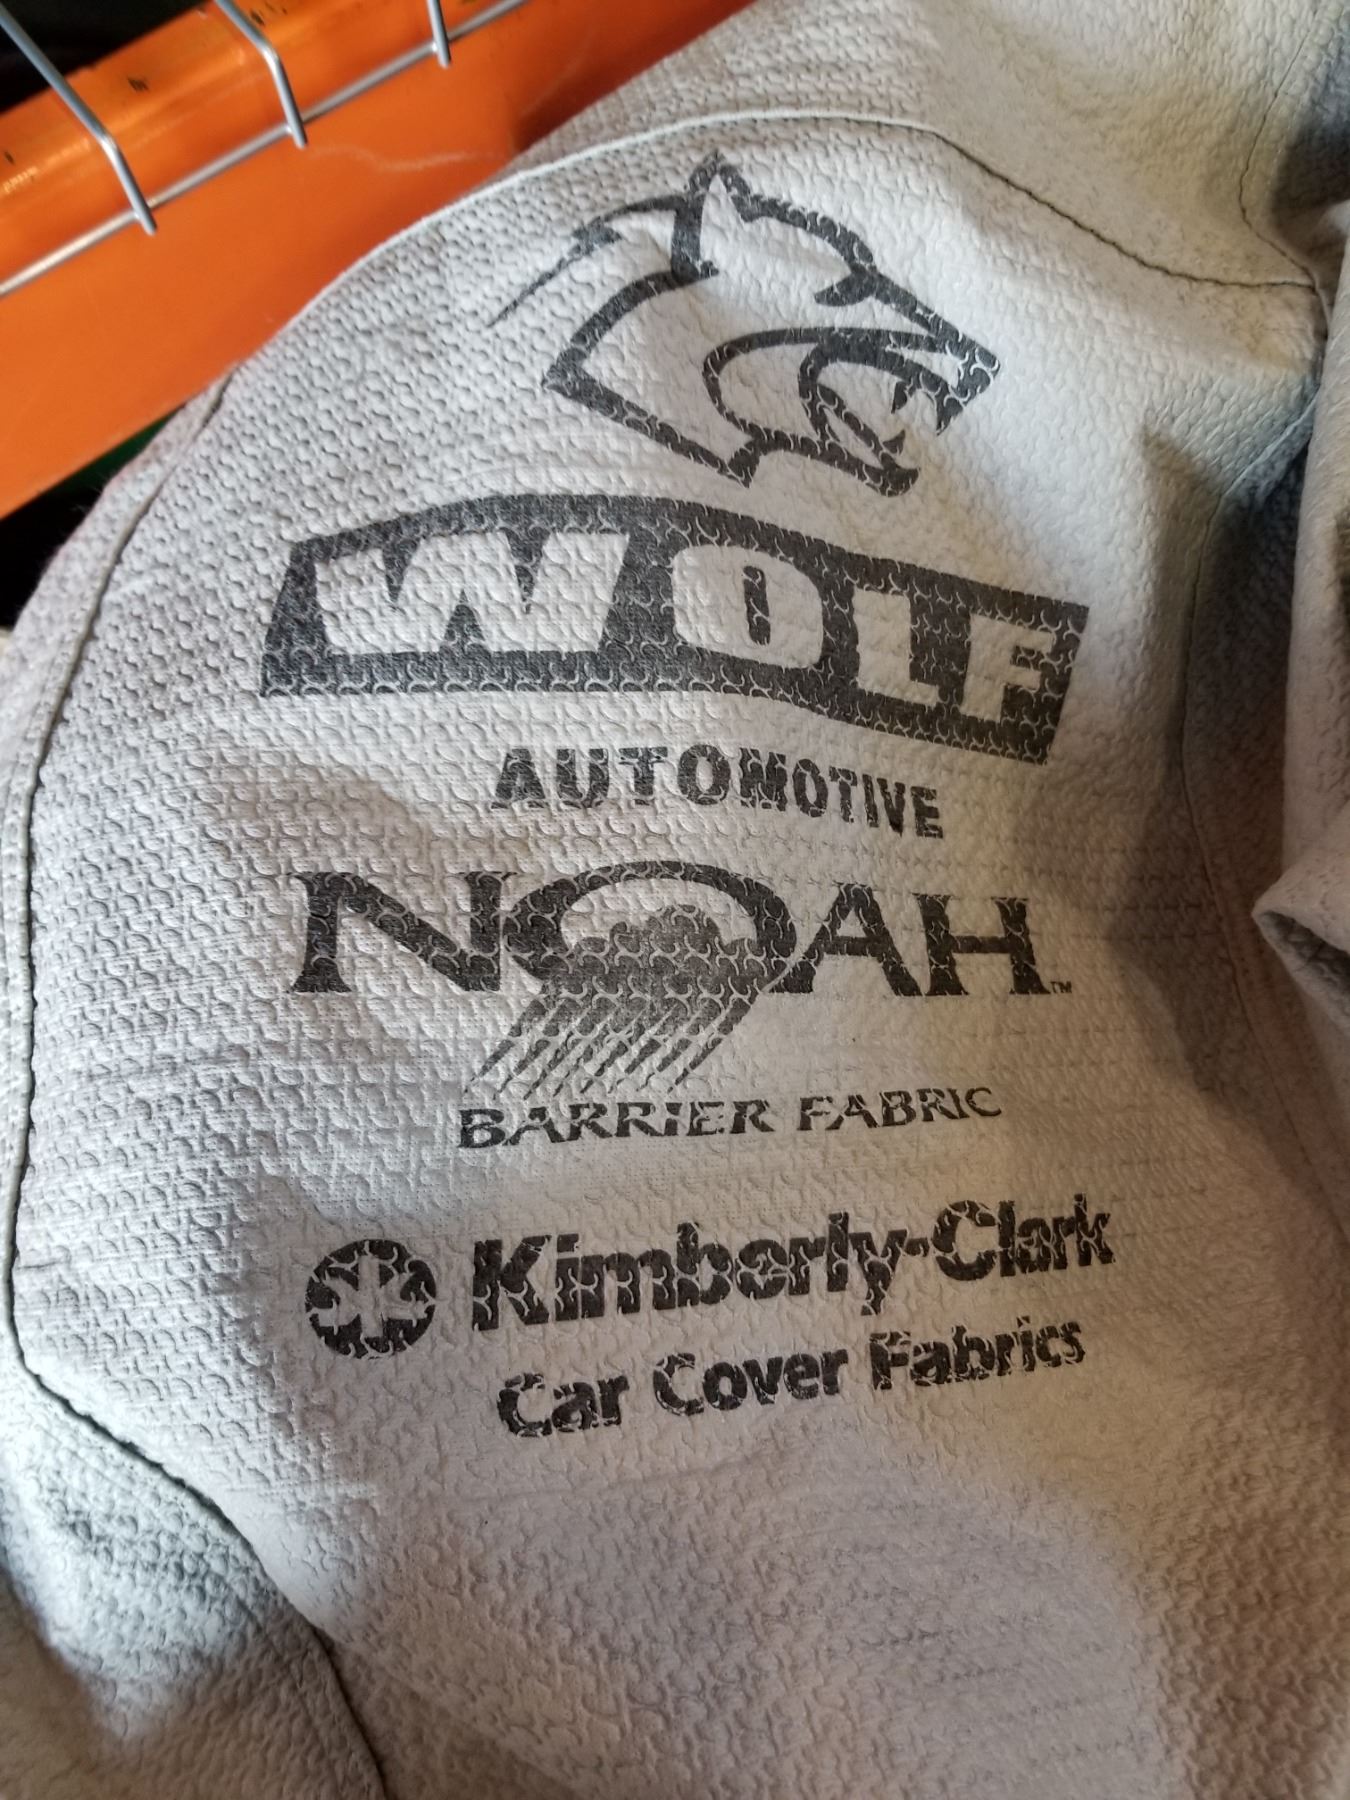 WOLF
AUTOMOTIVE
NOAH™
BARRIER FABRIC
Kimberly-Clark
Car Cover Fabrics